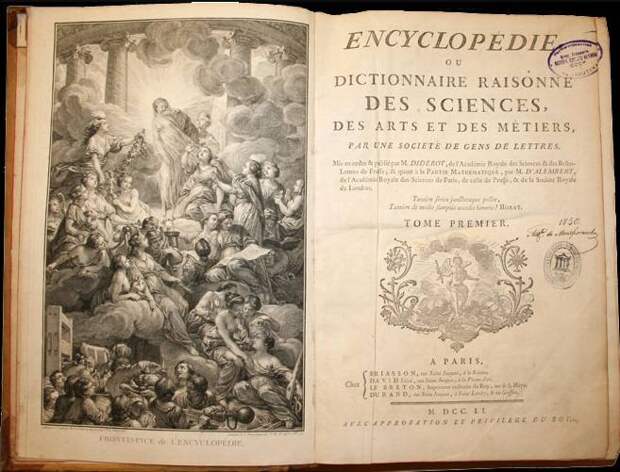 FRONTISPICE DE L'ENCYCLOPÉDIE.
ENCYCLOPEDIE,
OU
DICTIONNAIRE RAISONNÉ
DES SCIENCES,
DES ARTS ET DES MÉTIERS,
PAR UNE SOCIÉTÉ DE GENS DE LETTRES.
Mis en ordre & publié par M. DIDEROT, de l'Académie Royale des Sciences & des Belles-
Lettres de Prusse; & quant à la PARTIE MATHÉMATIQUE, par M. D'ALEMBERT,
de l'Académie Royale des Sciences de Paris, de celle de Prusse, & de la Société Royale
de Londres.
Tantùm series juncturaque pollet,
Tantùm de medio sumptis accedit honoris! HORAT.
TOME PREMIER.
1750.
A PARIS,
Chez
BRIASSON, rue Saint Jacques, à la Science.
DAVID l'aîné, rue Saint Jacques, à la Plume d'or.
LE BRETON, Imprimeur ordinaire du Roy, rue de la Harpe.
DURAND, rue Saint Jacques, à Saint Landry, & au Griffon.
M. DCC. LI.
AVEC APPROBATION ET PRIVILEGE DU ROY.